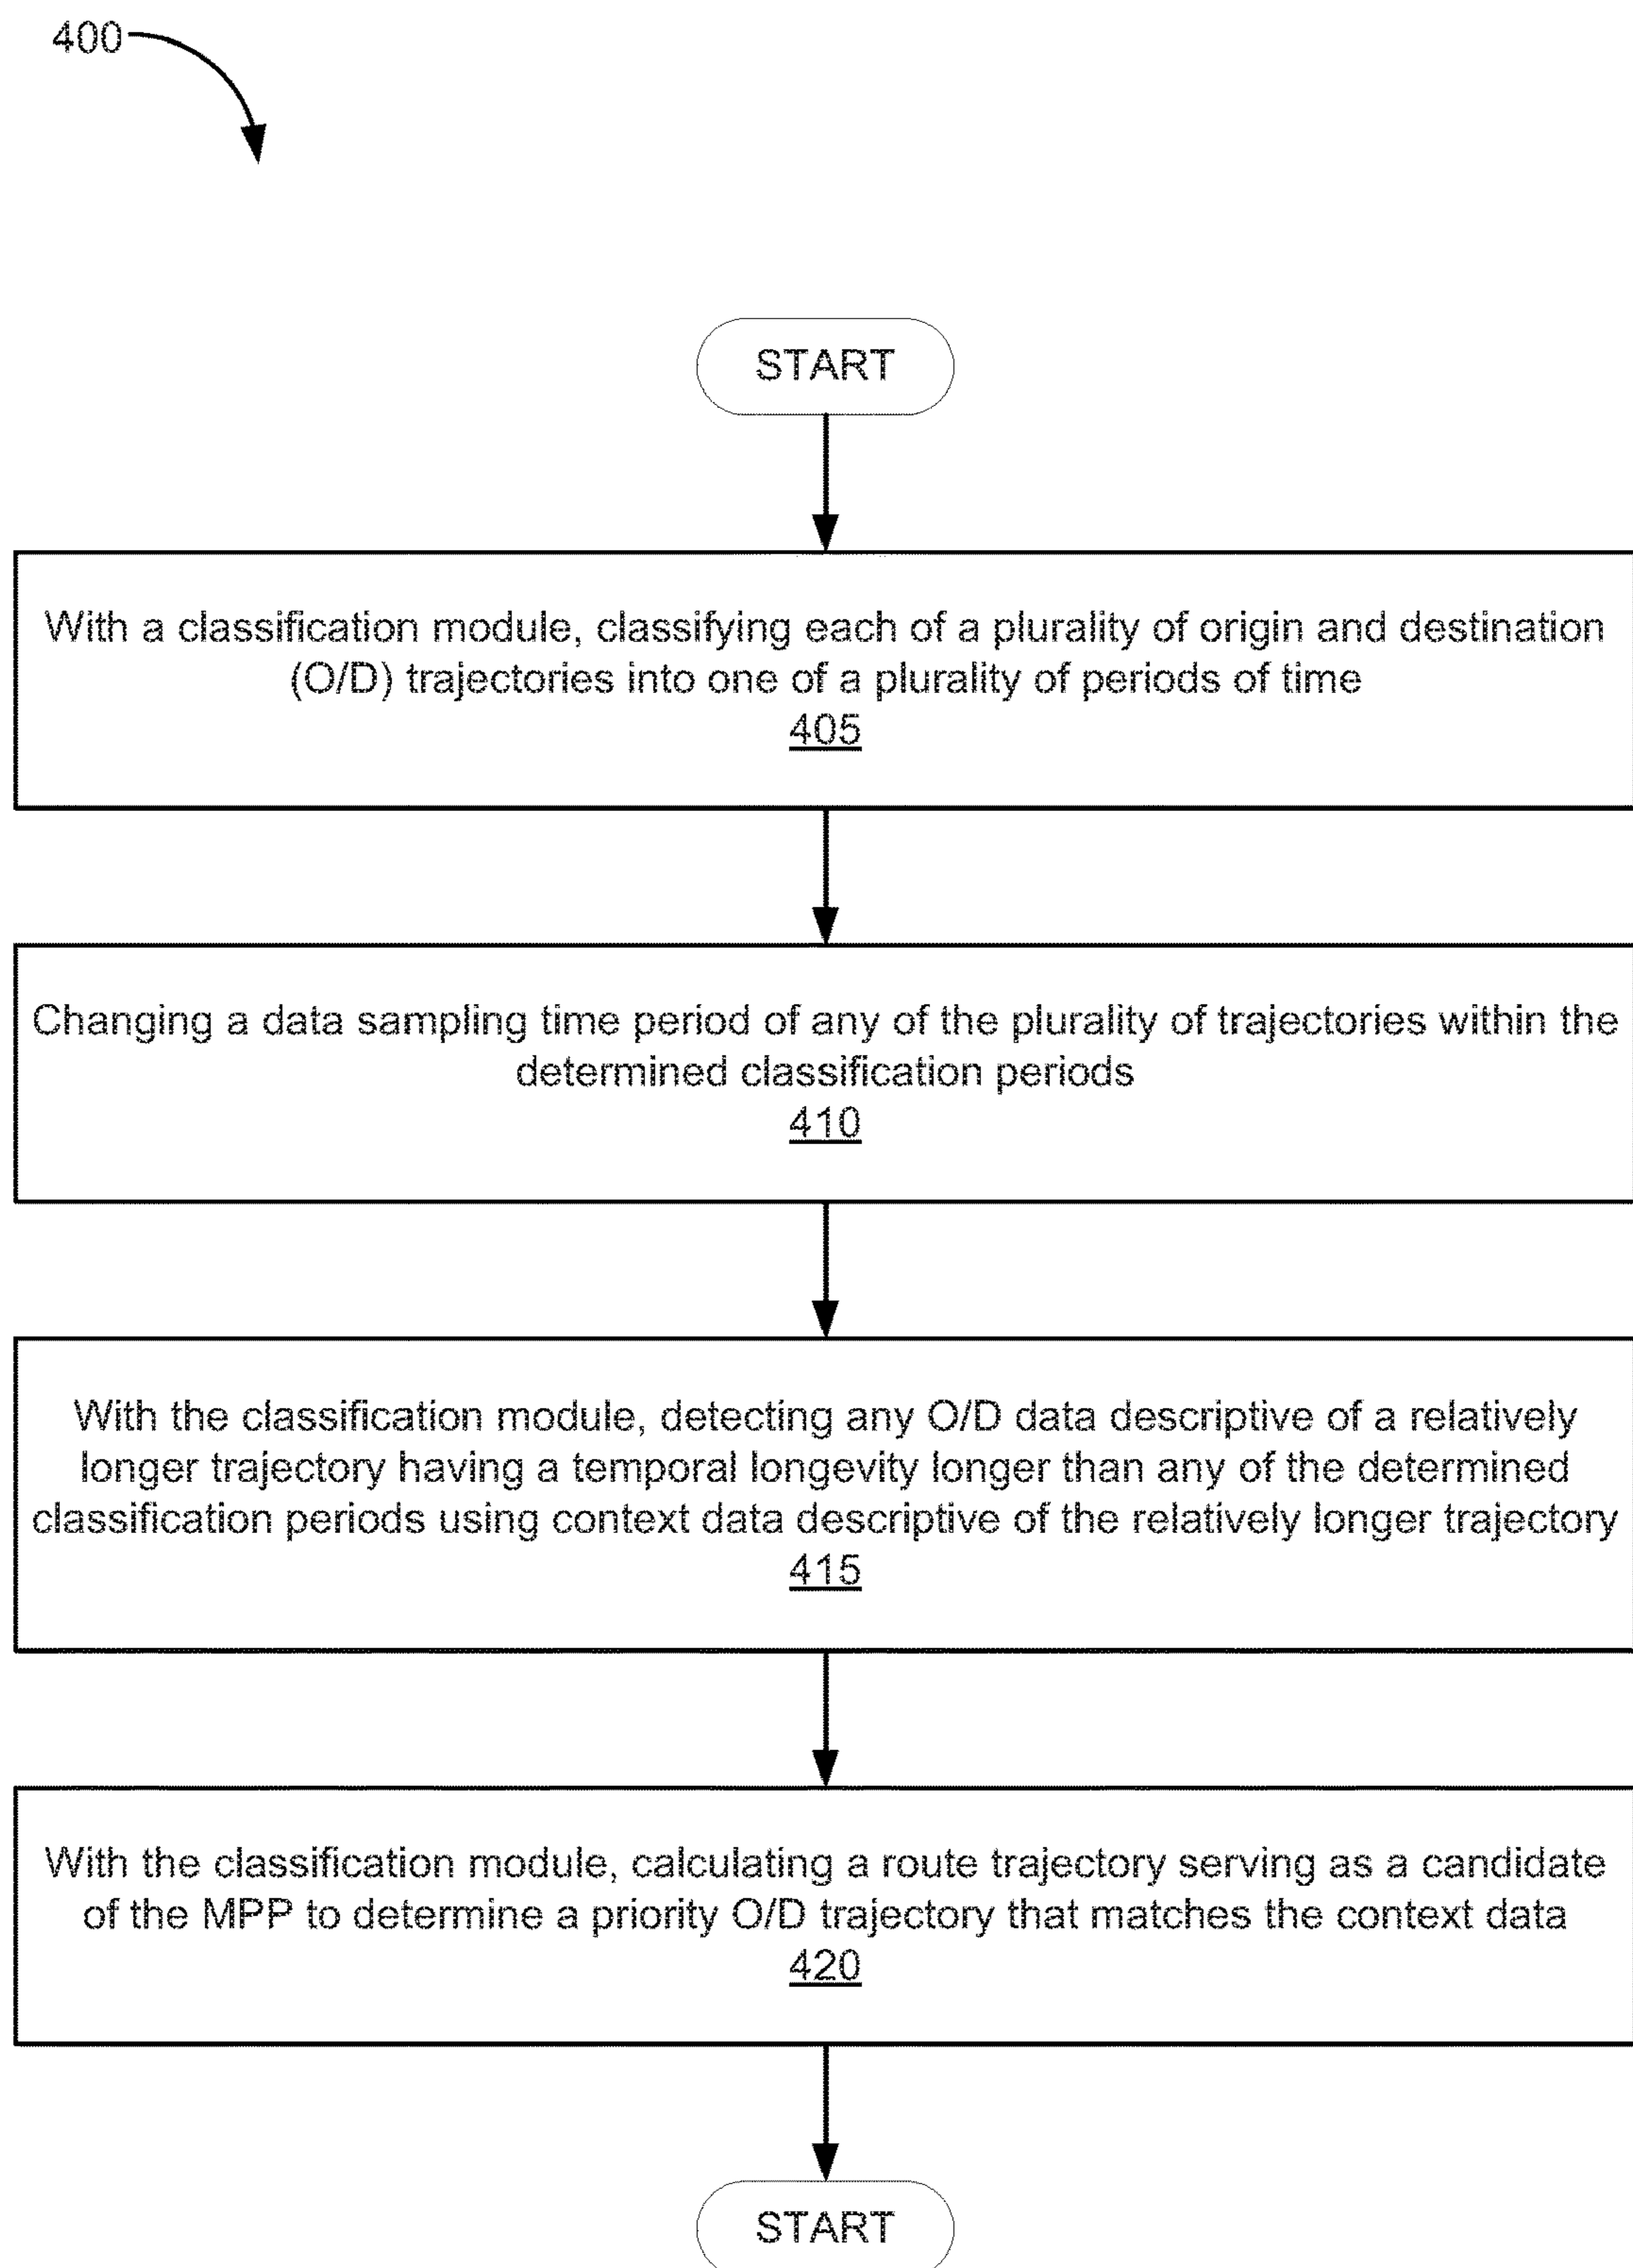 400
START
With a classification module, classifying each of a plurality of origin and destination
(O/D) trajectories into one of a plurality of periods of time
405
Changing a data sampling time period of any of the plurality of trajectories within the
determined classification periods
410
With the classification module, detecting any O/D data descriptive of a relatively
longer trajectory having a temporal longevity longer than any of the determined
classification periods using context data descriptive of the relatively longer trajectory
415
With the classification module, calculating a route trajectory serving as a candidate
of the MPP to determine a priority O/D trajectory that matches the context data
420
START